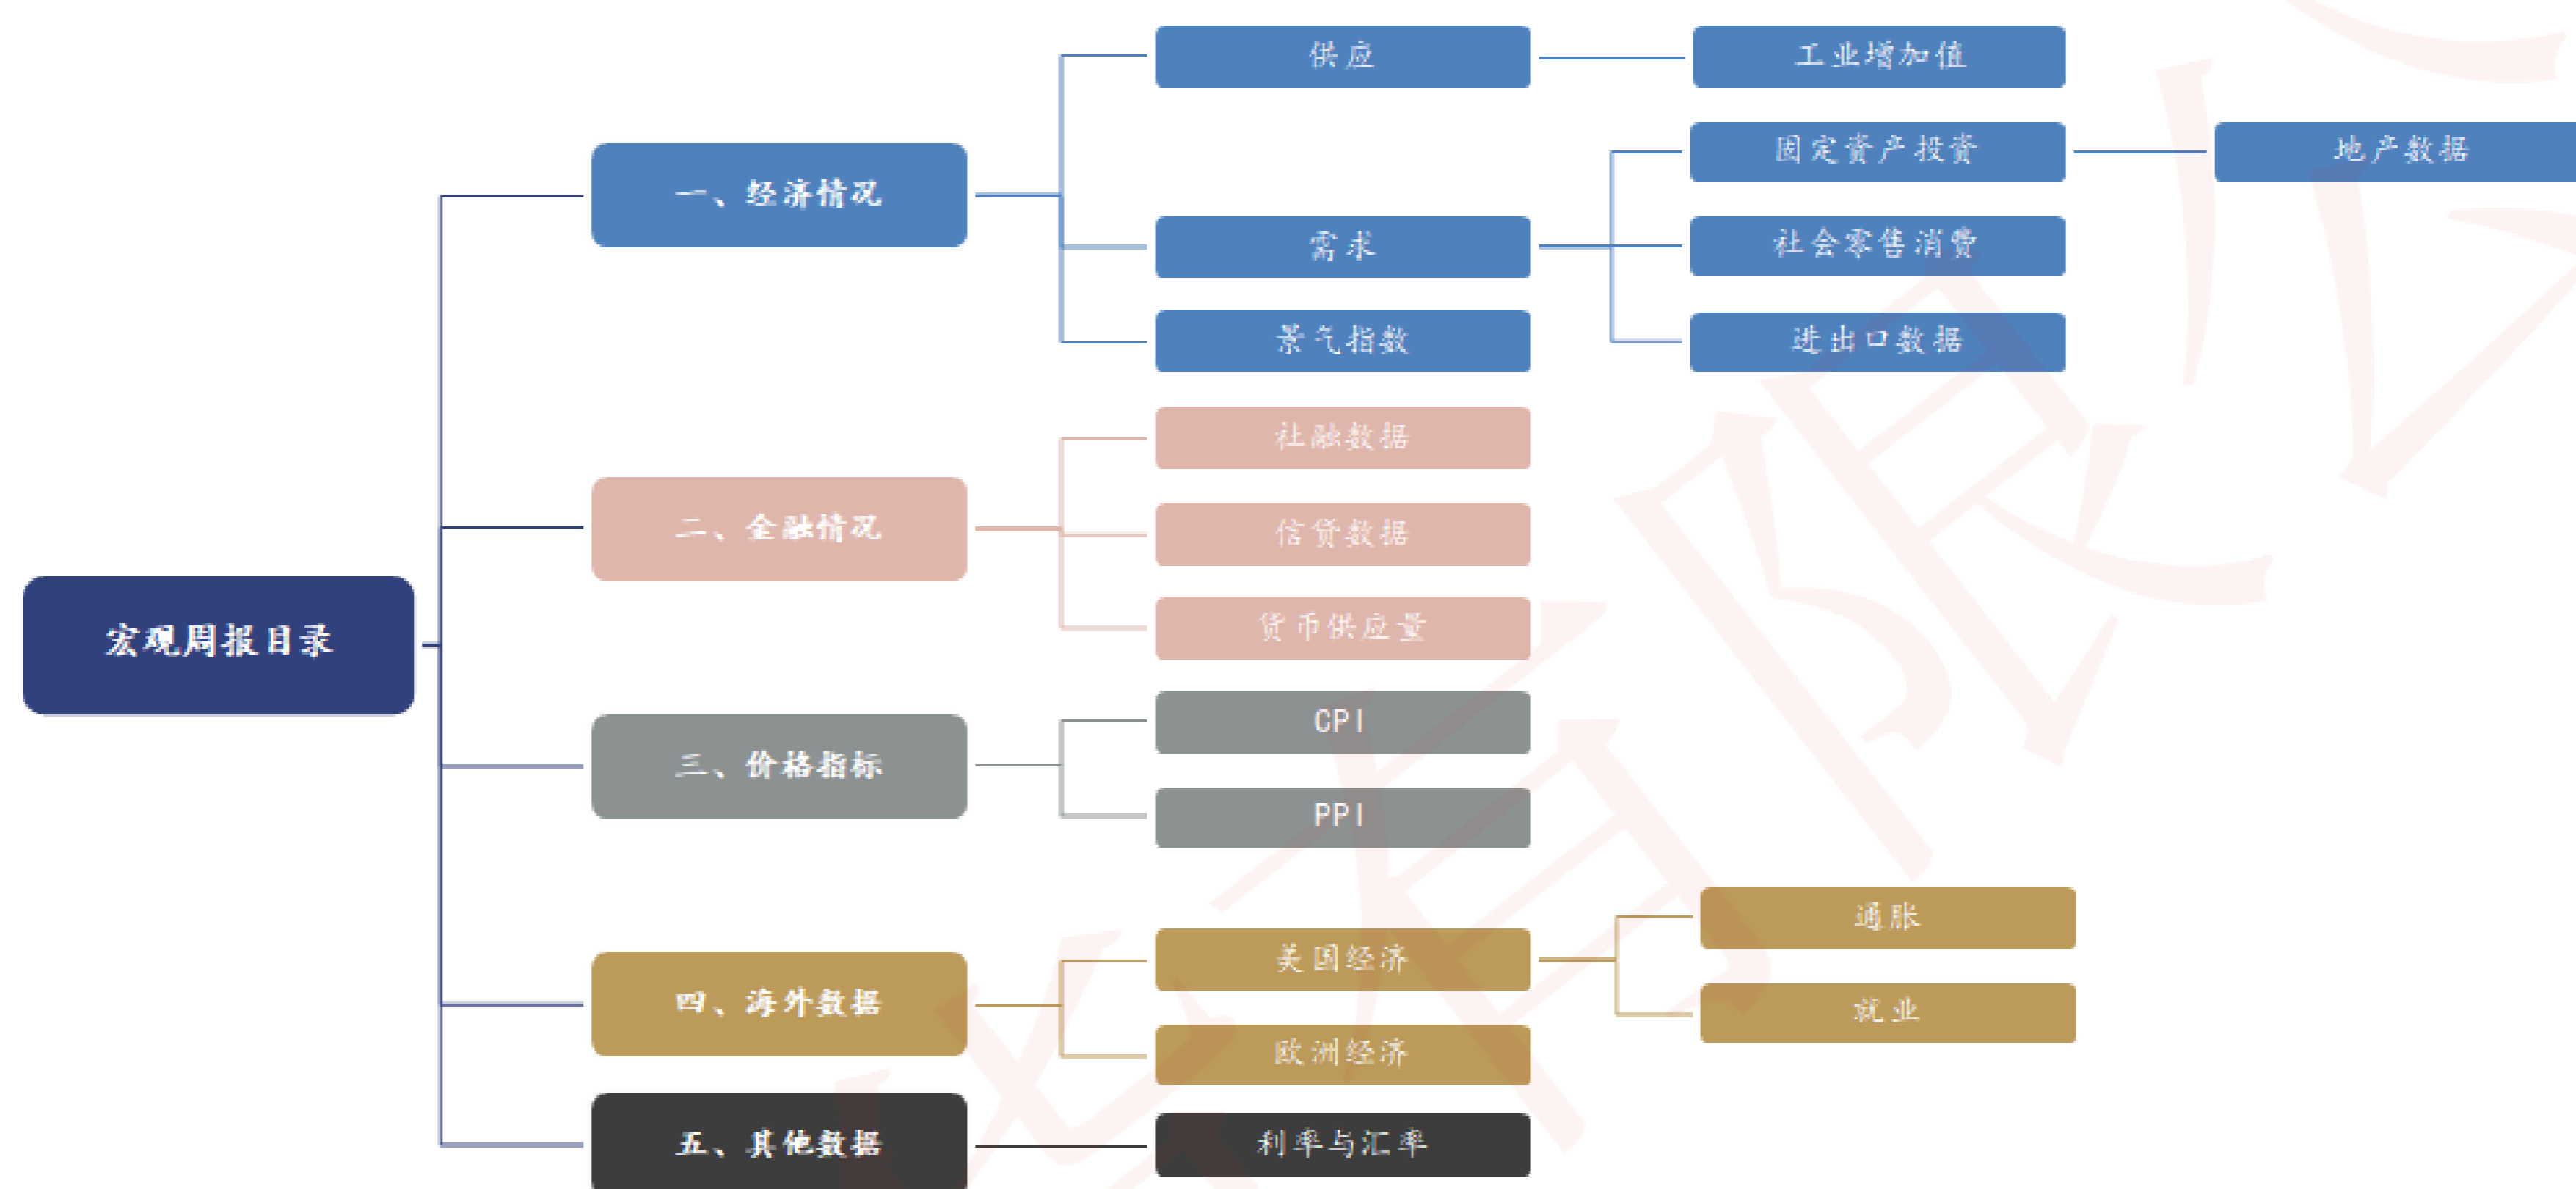 宏观周报目录
一、经济情况
供应
工业增加值
需求
固定资产投资
地产数据
社会零售消费
进出口数据
景气指数
二、金融情况
社融数据
信贷数据
货币供应量
三、价格指标
CPI
PPI
四、海外数据
美国经济
通胀
就业
欧洲经济
五、其他数据
利率与汇率
有限公